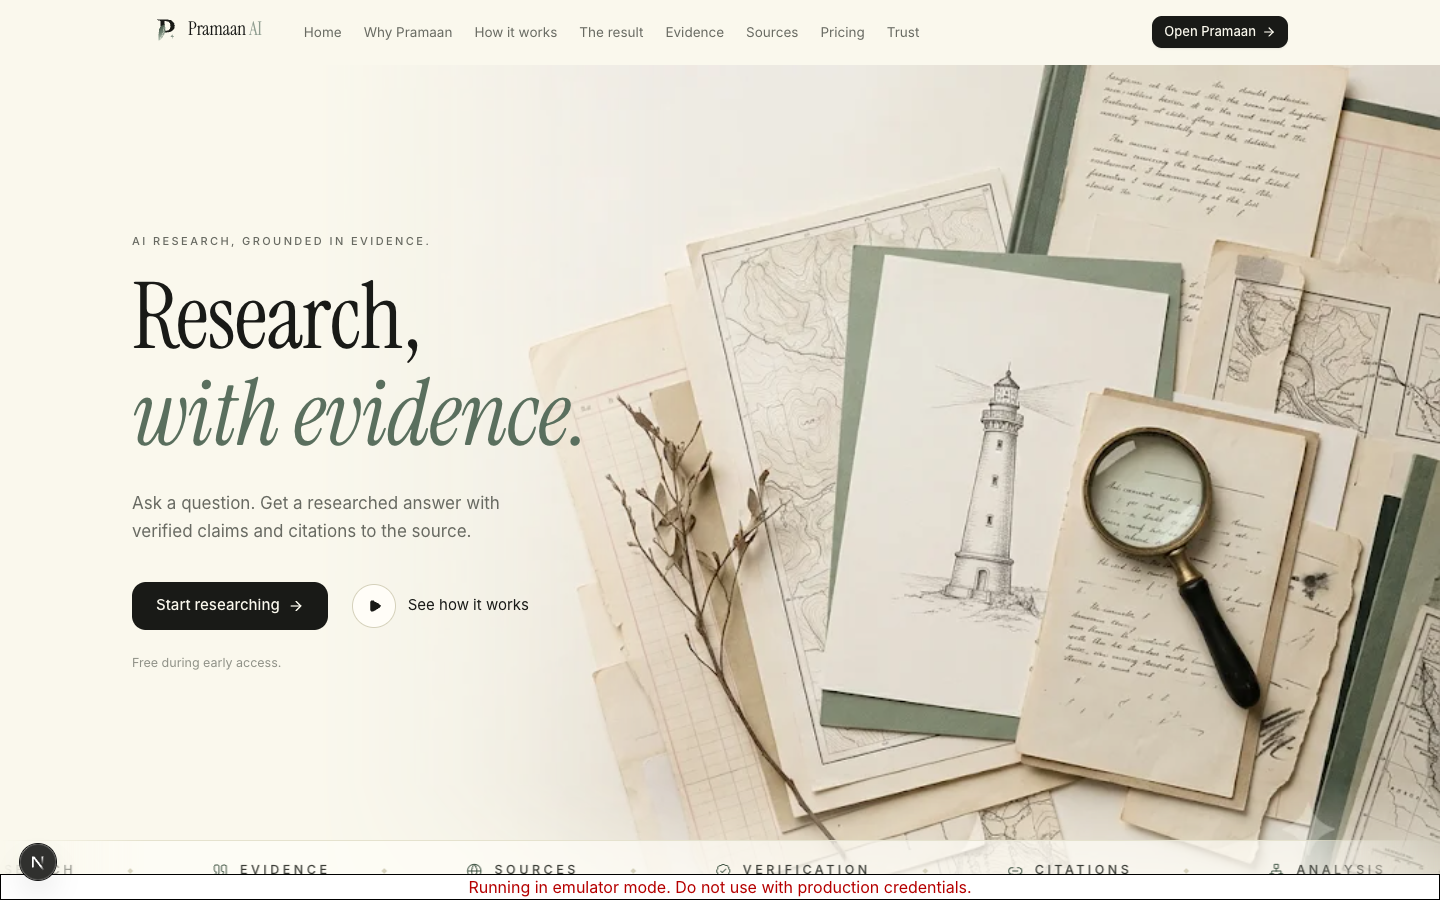 Pramaan AI
Home
Why Pramaan
How it works
The result
Evidence
Sources
Pricing
Trust
Open Pramaan
AI RESEARCH, GROUNDED IN EVIDENCE.
Research,
with evidence.
Ask a question. Get a researched answer with
verified claims and citations to the source.
Start researching
See how it works
Free during early access.
EVIDENCE
SOURCES
VERIFICATION
CITATIONS
ANALYSIS
Running in emulator mode. Do not use with production credentials.